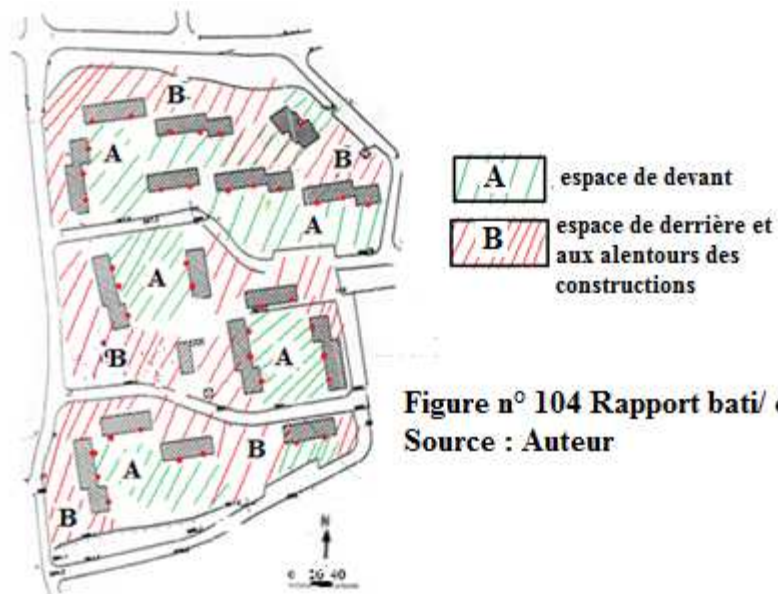 B
A
B
A
A
B
A
A
B
B
N
A espace de devant
B espace de derrière et
aux alentours des
constructions
Figure n° 104 Rapport bati/
Source : Auteur